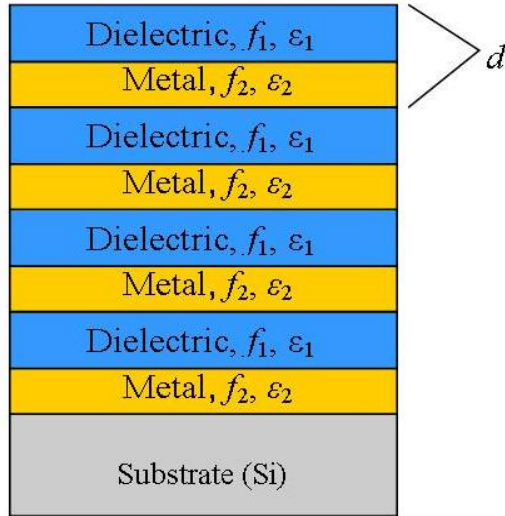 Dielectric, f₁, ε₁
d
Metal, f₂, ε₂
Dielectric, f₁, ε₁
Metal, f₂, ε₂
Dielectric, f₁, ε₁
Metal, f₂, ε₂
Dielectric, f₁, ε₁
Metal, f₂, ε₂
Substrate (Si)